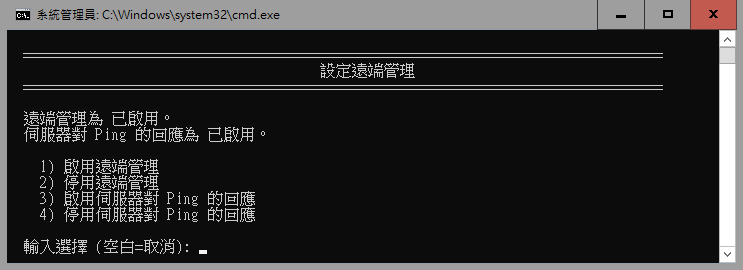 系統管理員: C:\Windows\system32\cmd.exe
設定遠端管理
遠端管理為 已啟用。
伺服器對 Ping 的回應為 已啟用。
1) 啟用遠端管理
2) 停用遠端管理
3) 啟用伺服器對 Ping 的回應
4) 停用伺服器對 Ping 的回應
輸入選擇 (空白=取消):